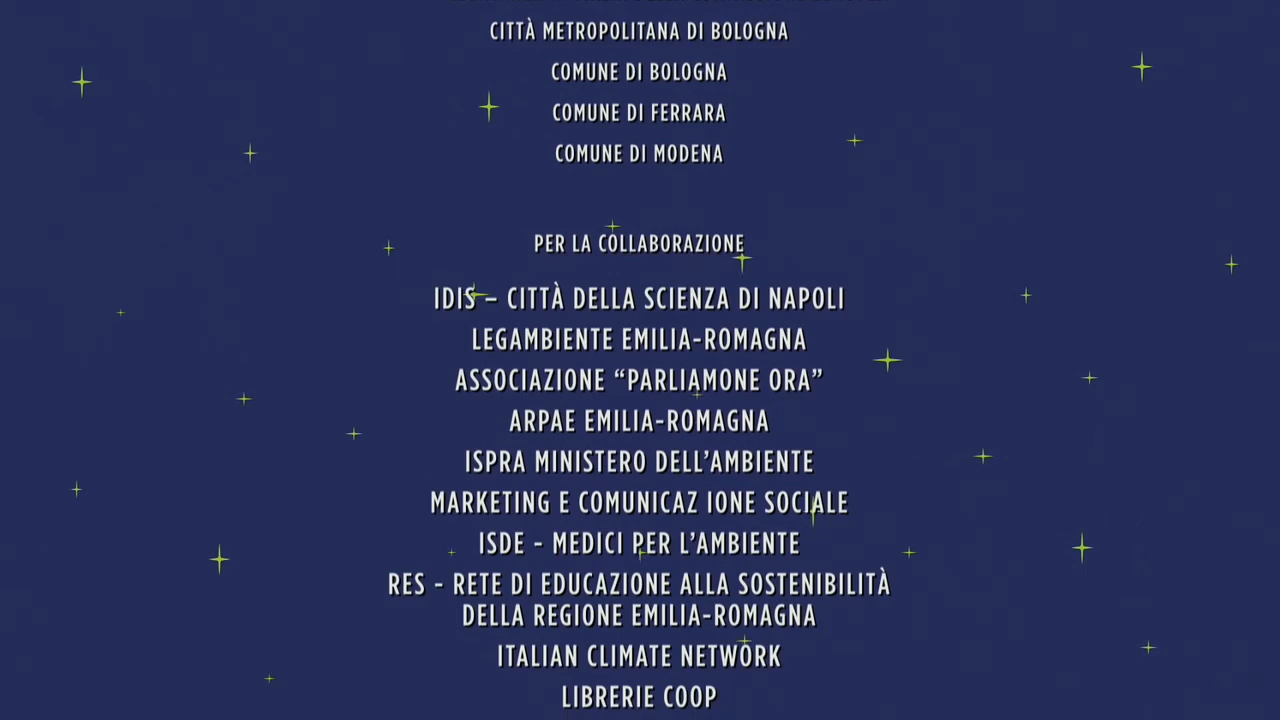 CITTÀ METROPOLITANA DI BOLOGNA
COMUNE DI BOLOGNA
COMUNE DI FERRARA
COMUNE DI MODENA
PER LA COLLABORAZIONE
IDIS – CITTÀ DELLA SCIENZA DI NAPOLI
LEGAMBIENTE EMILIA-ROMAGNA
ASSOCIAZIONE “PARLIAMONE ORA”
ARPAE EMILIA-ROMAGNA
ISPRA MINISTERO DELL’AMBIENTE
MARKETING E COMUNICAZ IONE SOCIALE
ISDE - MEDICI PER L’AMBIENTE
RES - RETE DI EDUCAZIONE ALLA SOSTENIBILITÀ
DELLA REGIONE EMILIA-ROMAGNA
ITALIAN CLIMATE NETWORK
LIBRERIE COOP